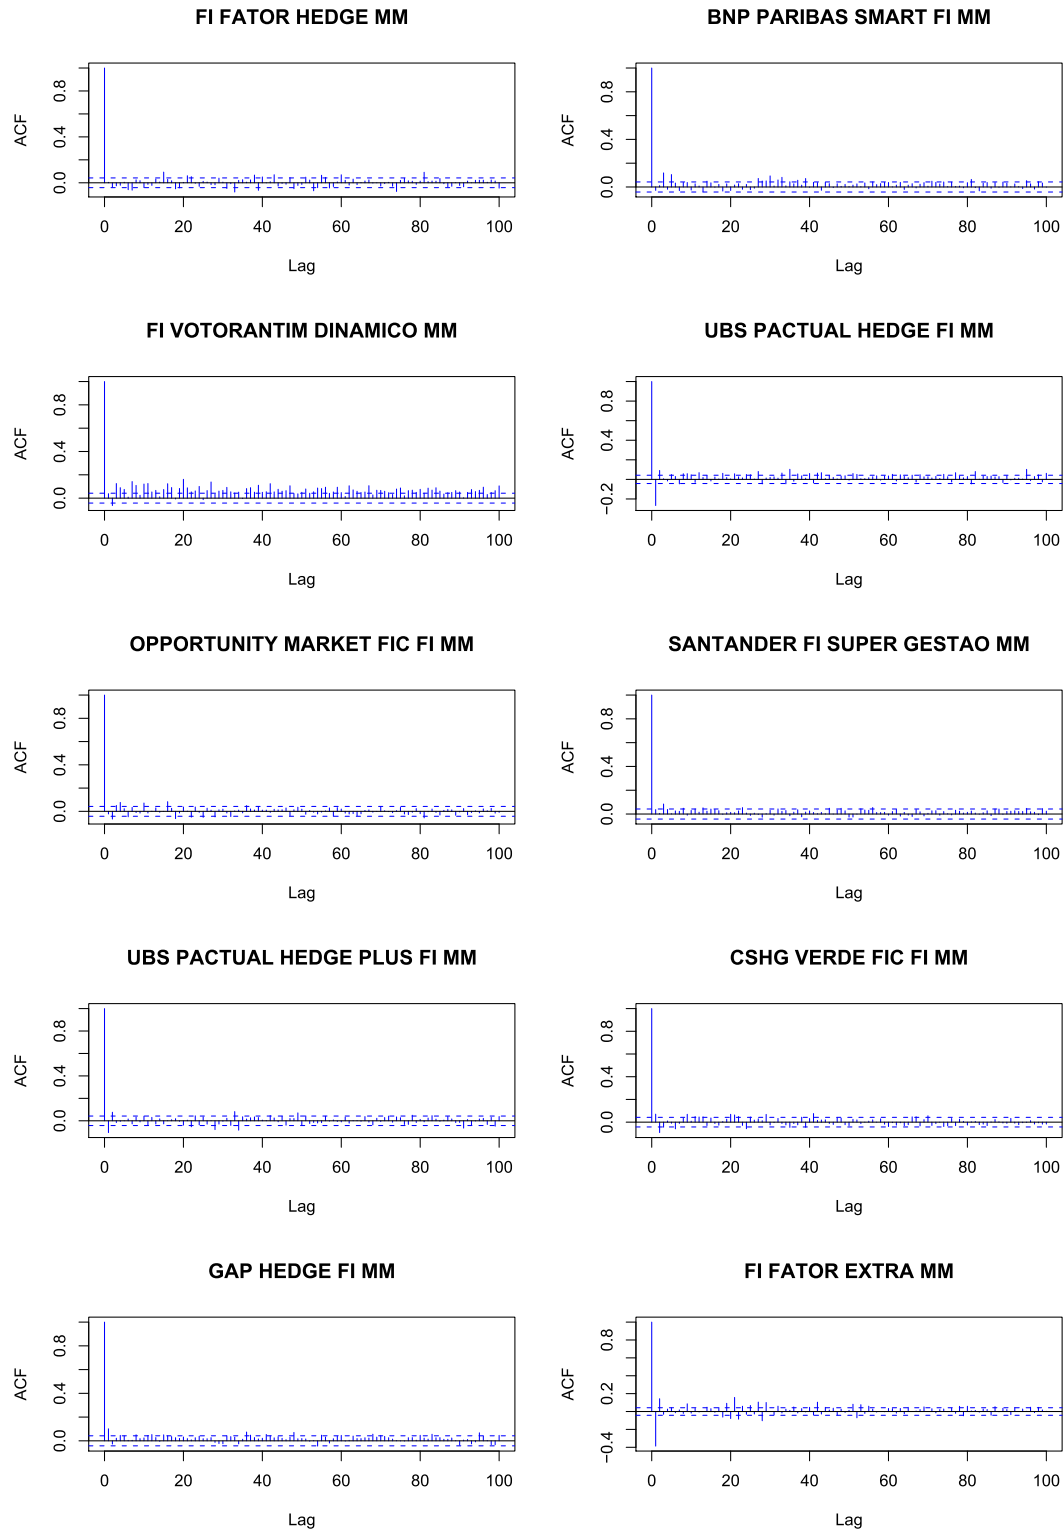 FI FATOR HEDGE MM
ACF
0.0 0.4 0.8
0 20 40 60 80 100
Lag
BNP PARIBAS SMART FI MM
ACF
0.0 0.4 0.8
0 20 40 60 80 100
Lag
FI VOTORANTIM DINAMICO MM
ACF
0.0 0.4 0.8
0 20 40 60 80 100
Lag
UBS PACTUAL HEDGE FI MM
ACF
−0.2 0.4 0.8
0 20 40 60 80 100
Lag
OPPORTUNITY MARKET FIC FI MM
ACF
0.0 0.4 0.8
0 20 40 60 80 100
Lag
SANTANDER FI SUPER GESTAO MM
ACF
0.0 0.4 0.8
0 20 40 60 80 100
Lag
UBS PACTUAL HEDGE PLUS FI MM
ACF
0.0 0.4 0.8
0 20 40 60 80 100
Lag
CSHG VERDE FIC FI MM
ACF
0.0 0.4 0.8
0 20 40 60 80 100
Lag
GAP HEDGE FI MM
ACF
0.0 0.4 0.8
0 20 40 60 80 100
Lag
FI FATOR EXTRA MM
ACF
−0.4 0.2 0.8
0 20 40 60 80 100
Lag